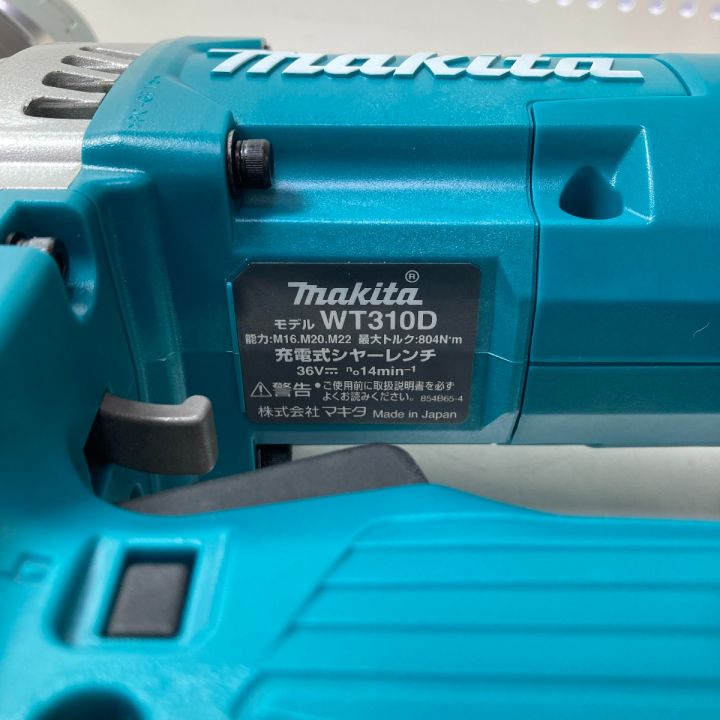 makita
makita®
モデル WT310D
能力:M16.M20.M22 最大トルク:804N·m
充電式シヤーレンチ
36V⎓ n₀14min⁻¹
⚠警告 ●ご使用前に取扱説明書を必ず
よくお読みください。 854B65-4
株式会社マキタ Made in Japan